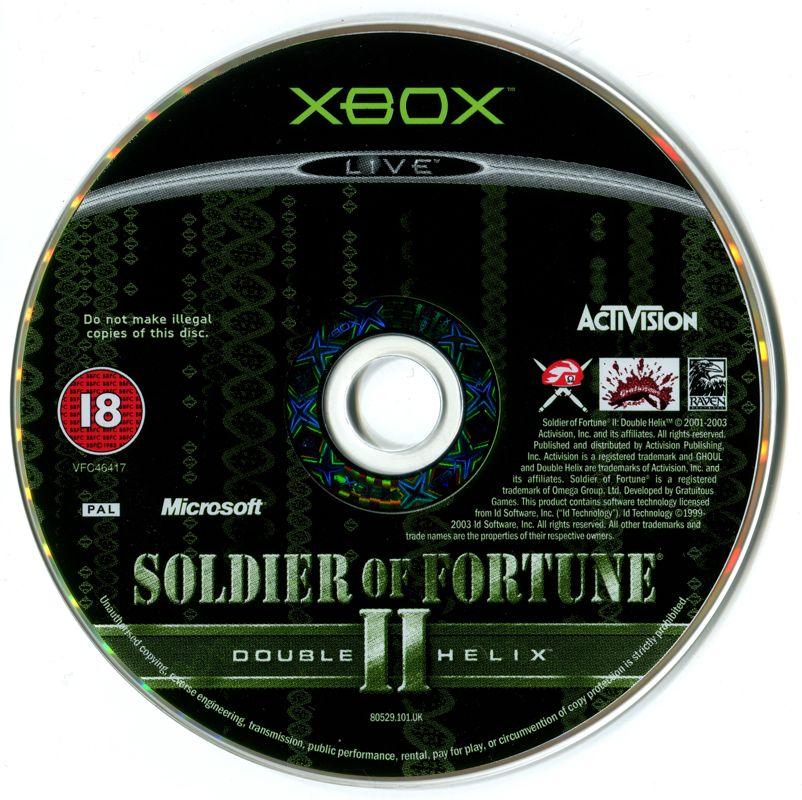 XBOX™
LIVE™
Do not make illegal
copies of this disc.
ACTIVISION
18
BBFC
VFC46417
PAL
Microsoft
RAVEN
Soldier of Fortune® II: Double Helix™ © 2001-2003
Activision, Inc. and its affiliates. All rights reserved.
Published and distributed by Activision Publishing,
Inc. Activision is a registered trademark and GHOUL
and Double Helix are trademarks of Activision, Inc. and
its affiliates. Soldier of Fortune® is a registered
trademark of Omega Group, Ltd. Developed by Gratuitous
Games. This product contains software technology licensed
from Id Software, Inc. ("Id Technology"). Id Technology ©1999-
2003 Id Software, Inc. All rights reserved. All other trademarks and
trade names are the properties of their respective owners.
SOLDIER OF FORTUNE®
II
DOUBLE HELIX™
80529.101.UK
Unauthorised copying, reverse engineering, transmission, public performance, rental, pay for play, or circumvention of copy protection is strictly prohibited.